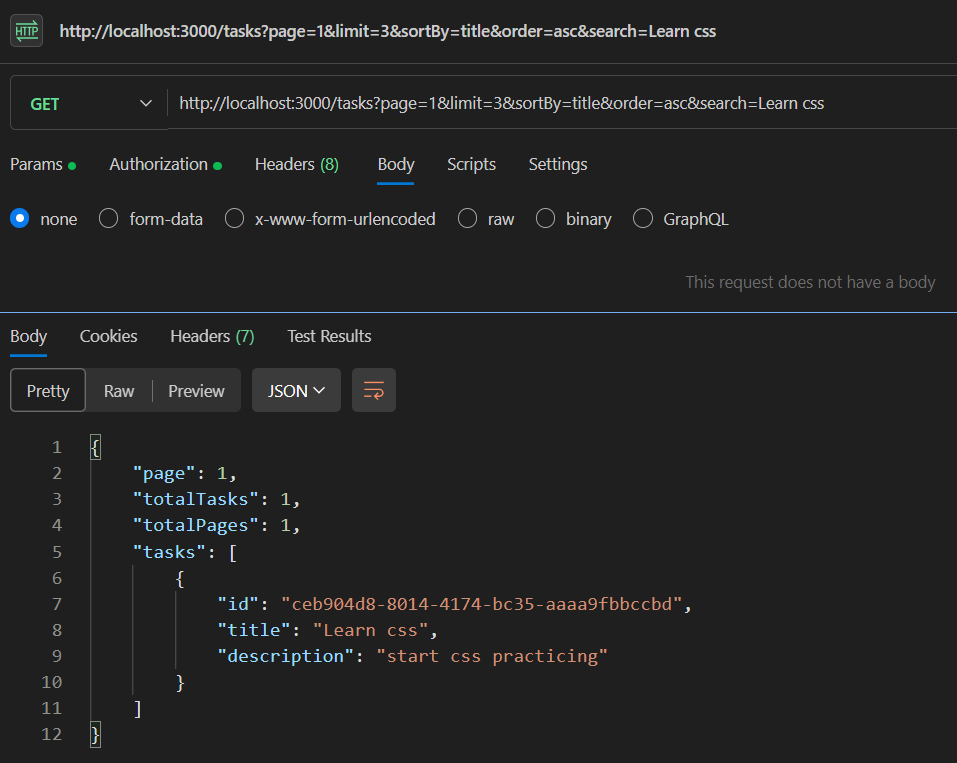 HTTP http://localhost:3000/tasks?page=1&limit=3&sortBy=title&order=asc&search=Learn css
GET http://localhost:3000/tasks?page=1&limit=3&sortBy=title&order=asc&search=Learn css
Params Authorization Headers (8) Body Scripts Settings
none form-data x-www-form-urlencoded raw binary GraphQL
This request does not have a body
Body Cookies Headers (7) Test Results
Pretty Raw Preview JSON
1 {
2 "page": 1,
3 "totalTasks": 1,
4 "totalPages": 1,
5 "tasks": [
6 {
7 "id": "ceb904d8-8014-4174-bc35-aaaa9fbbccbd",
8 "title": "Learn css",
9 "description": "start css practicing"
10 }
11 ]
12 }